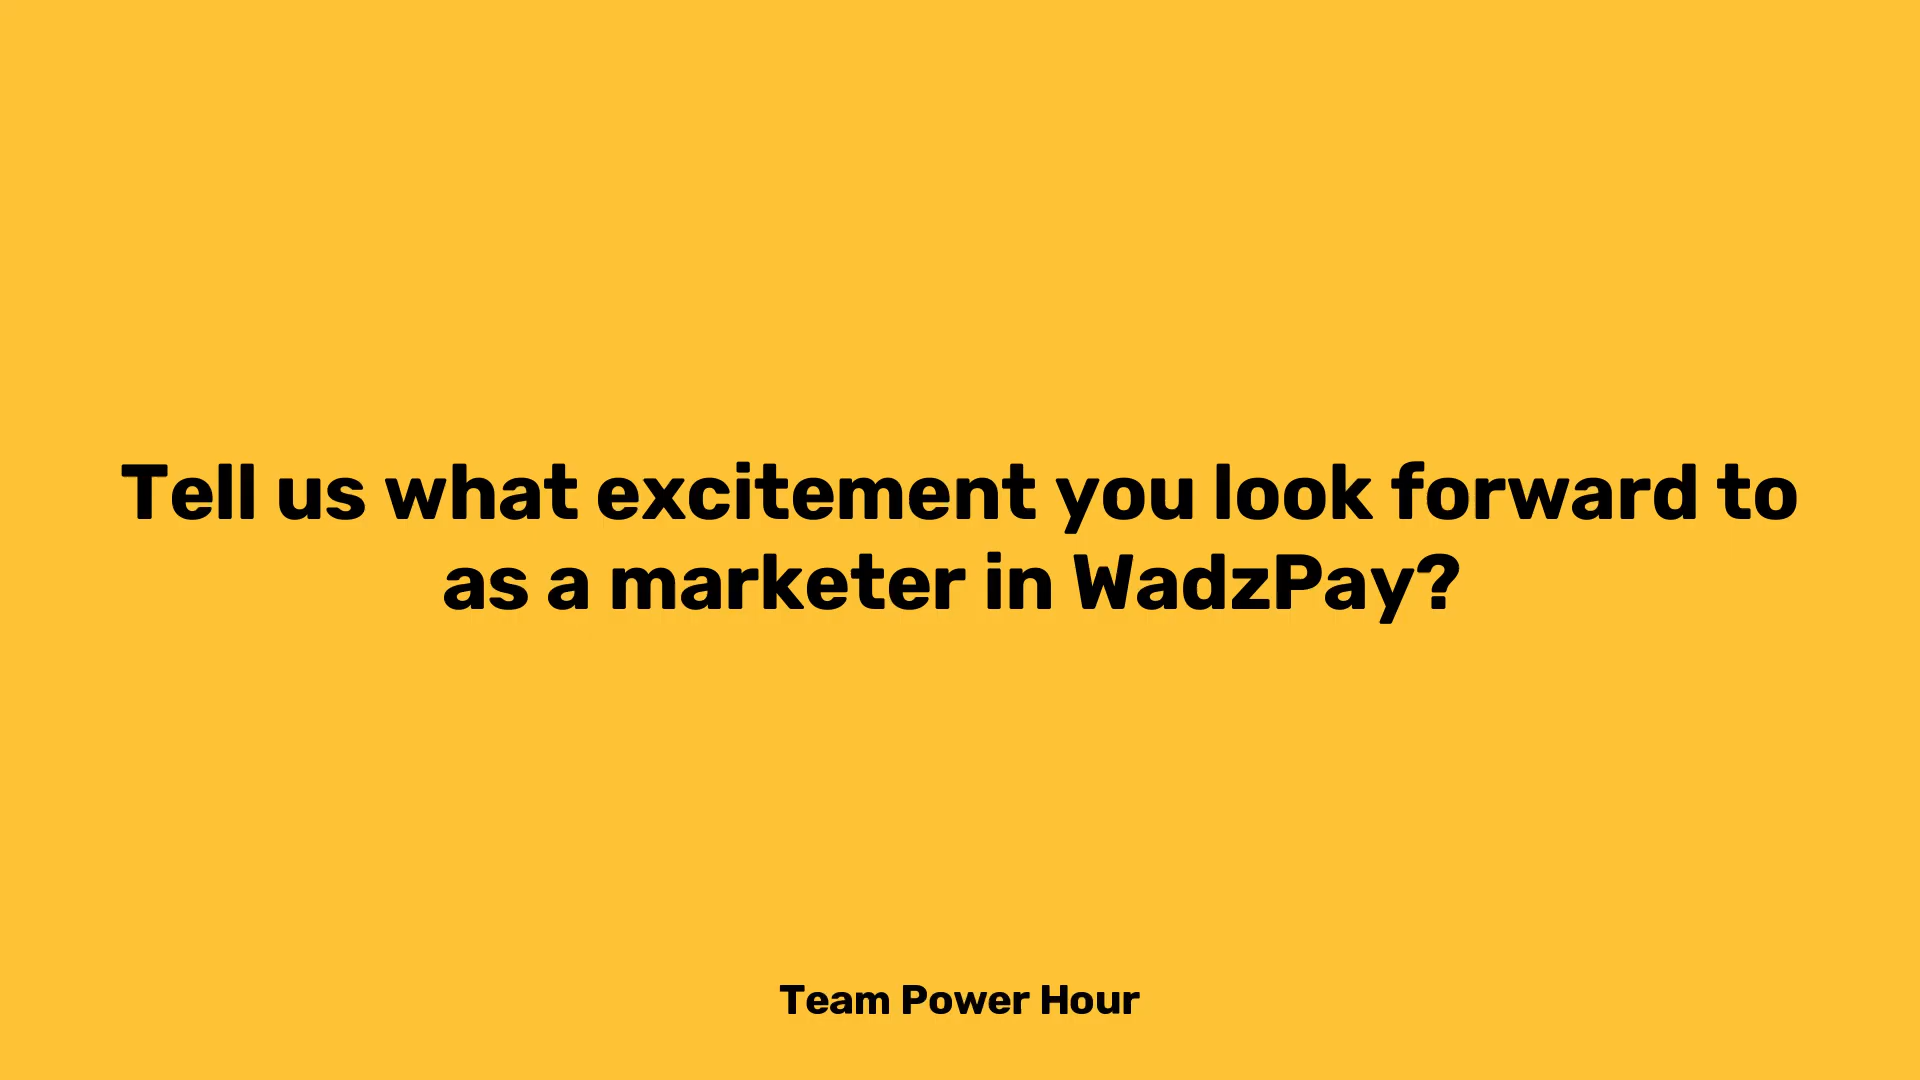 Tell us what excitement you look forward to
as a marketer in WadzPay?
Team Power Hour